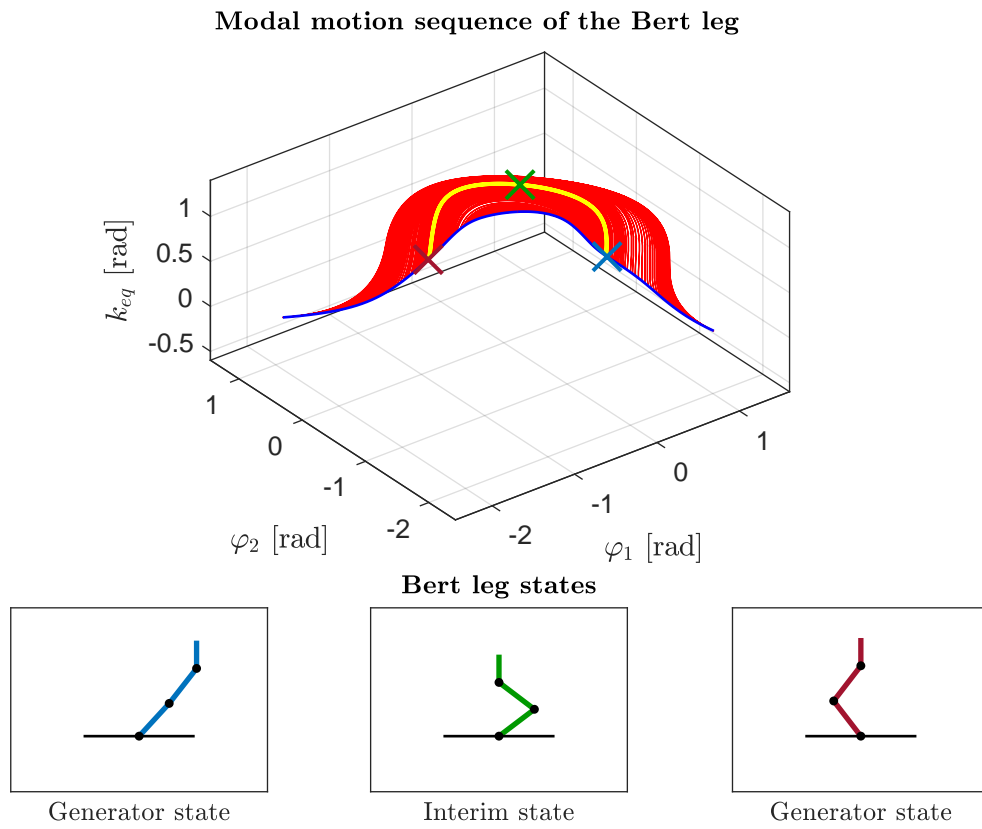 Modal motion sequence of the Bert leg
k_eq [rad]
1
0.5
0
-0.5
1
0
-1
-2
φ₂ [rad]
-2
-1
0
1
φ₁ [rad]
Bert leg states
Generator state
Interim state
Generator state